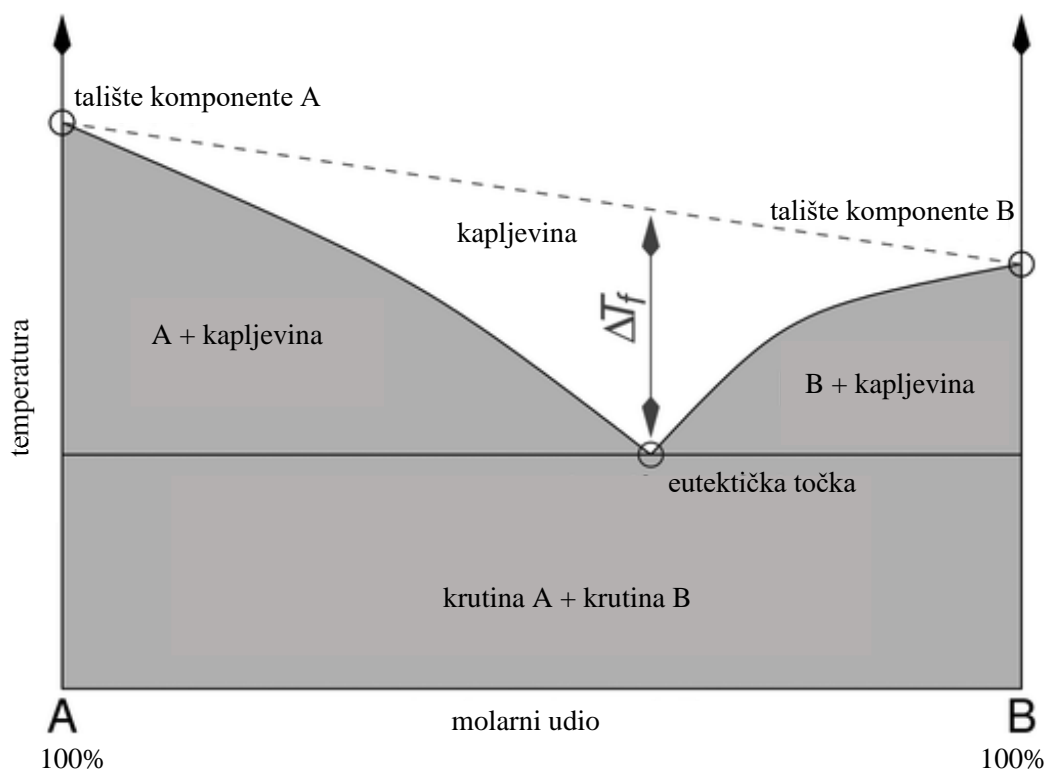 talište komponente A
talište komponente B
kapljevina
ΔTf
A + kapljevina
B + kapljevina
temperatura
eutektička točka
krutina A + krutina B
A
molarni udio
B
100%
100%